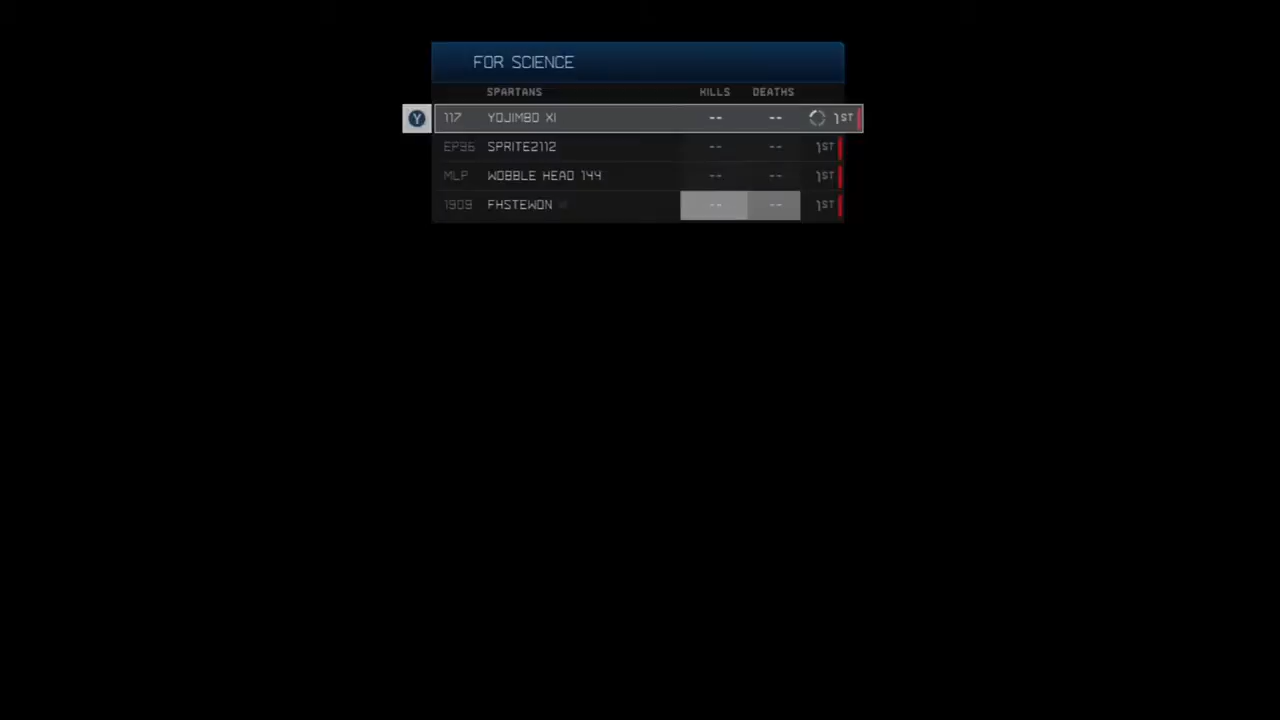 FOR SCIENCE
SPARTANS KILLS DEATHS
Y 117 YOJIMBO XI -- -- 1ST
EP96 SPRITE2112 -- -- 1ST
MLP WOBBLE HEAD 144 -- -- 1ST
1909 FHSTEWON -- -- 1ST